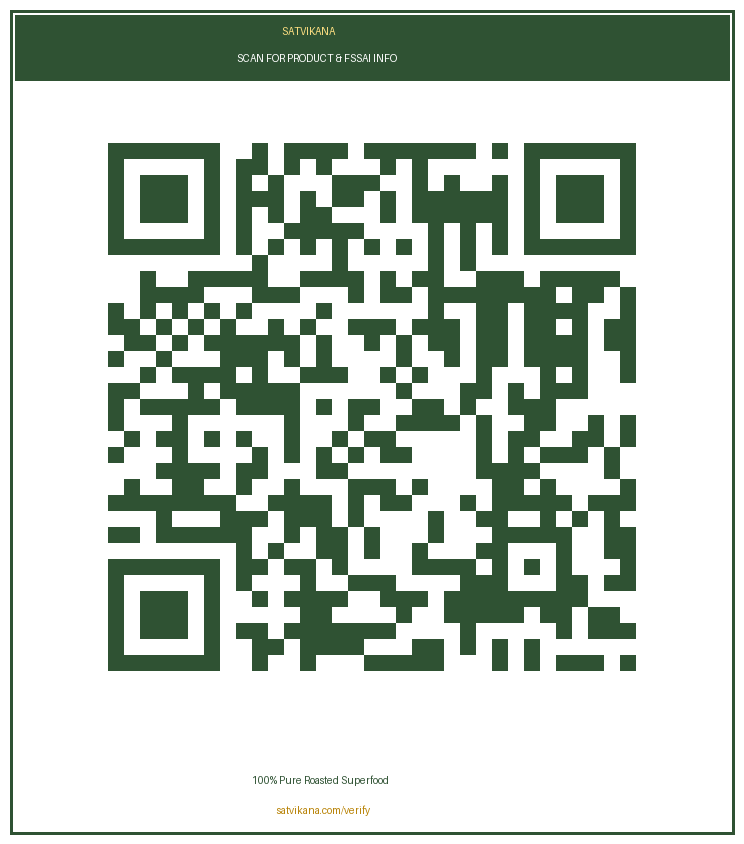 SATVIKANA
SCAN FOR PRODUCT & FSSAI INFO
100% Pure Roasted Superfood
satvikana.com/verify